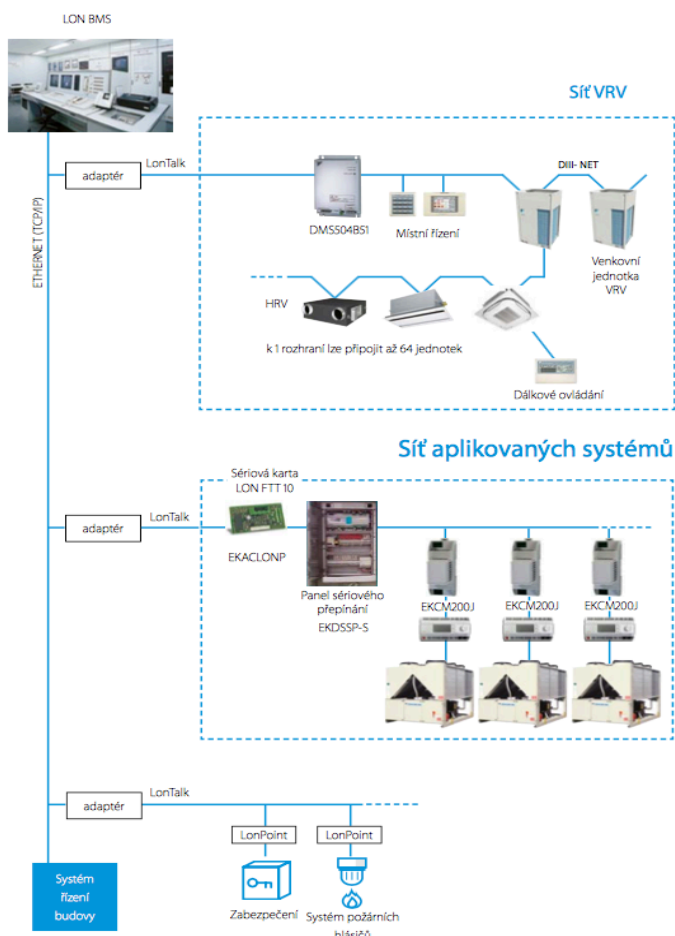 LON BMS
Síť VRV
LonTalk
adaptér
DIII- NET
ETHERNET (TCP/IP)
DMS504B51
Místní řízení
Venkovní
jednotka
VRV
HRV
k 1 rozhraní lze připojit až 64 jednotek
Dálkové ovládání
Síť aplikovaných systémů
Sériová karta
LON FTT 10
LonTalk
adaptér
EKACLONP
Panel sériového
přepínání
EKDSSP-S
EKCM200J
EKCM200J
EKCM200J
LonTalk
adaptér
LonPoint
LonPoint
Systém
řízení
budovy
Zabezpečení
Systém požárních
hlásičů